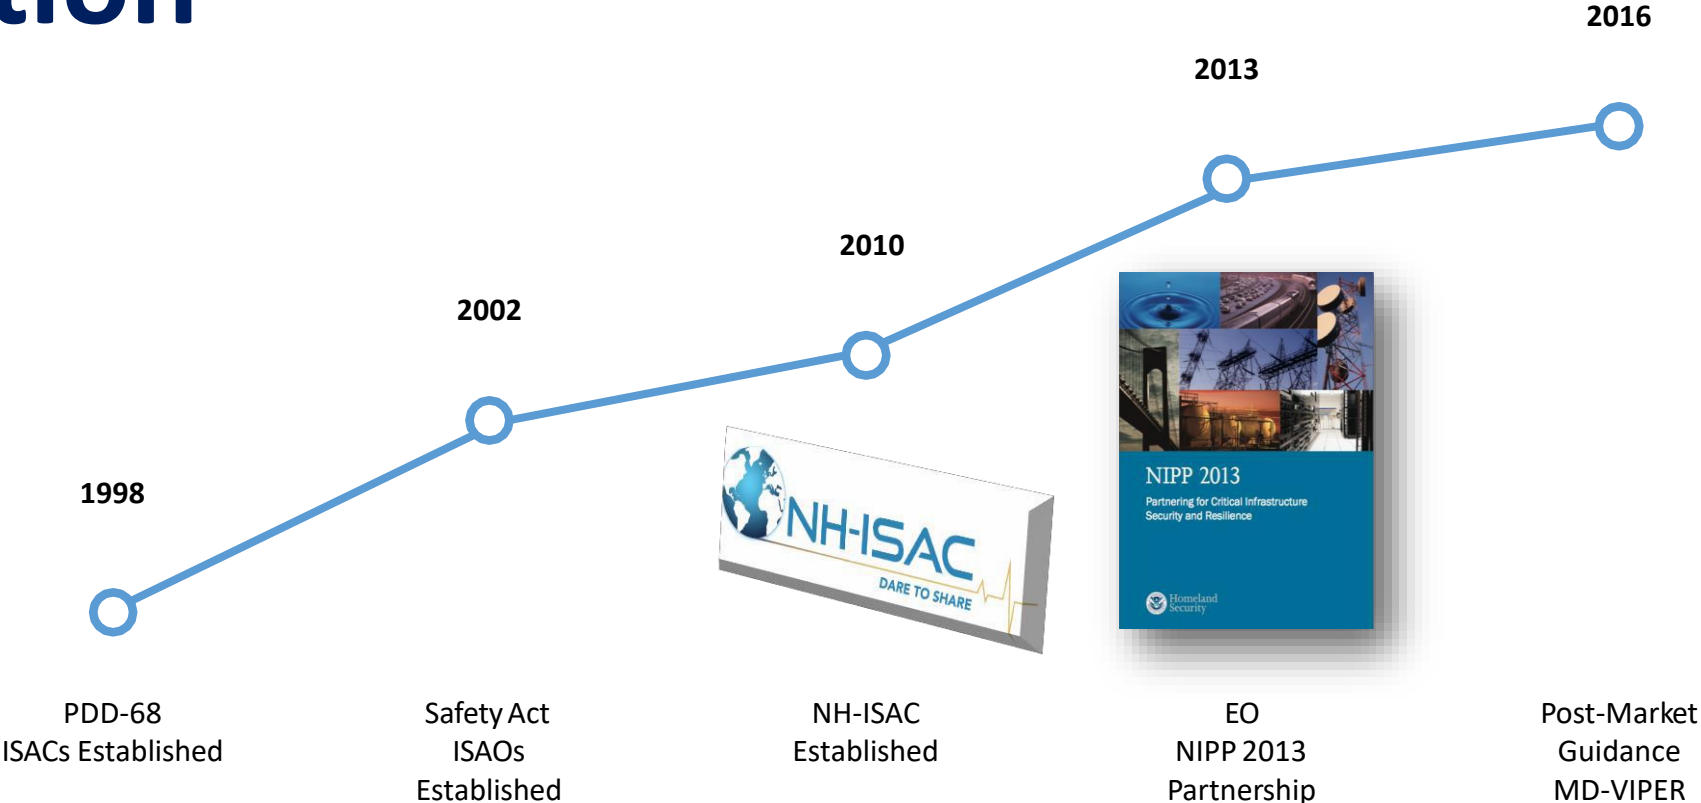 tion
2016
2013
2010
2002
1998
NH-ISAC
DARE TO SHARE
NIPP 2013
Partnering for Critical Infrastructure
Security and Resilience
Homeland
Security
PDD-68
ISACs Established
Safety Act
ISAOs
Established
NH-ISAC
Established
EO
NIPP 2013
Partnership
Post-Market
Guidance
MD-VIPER